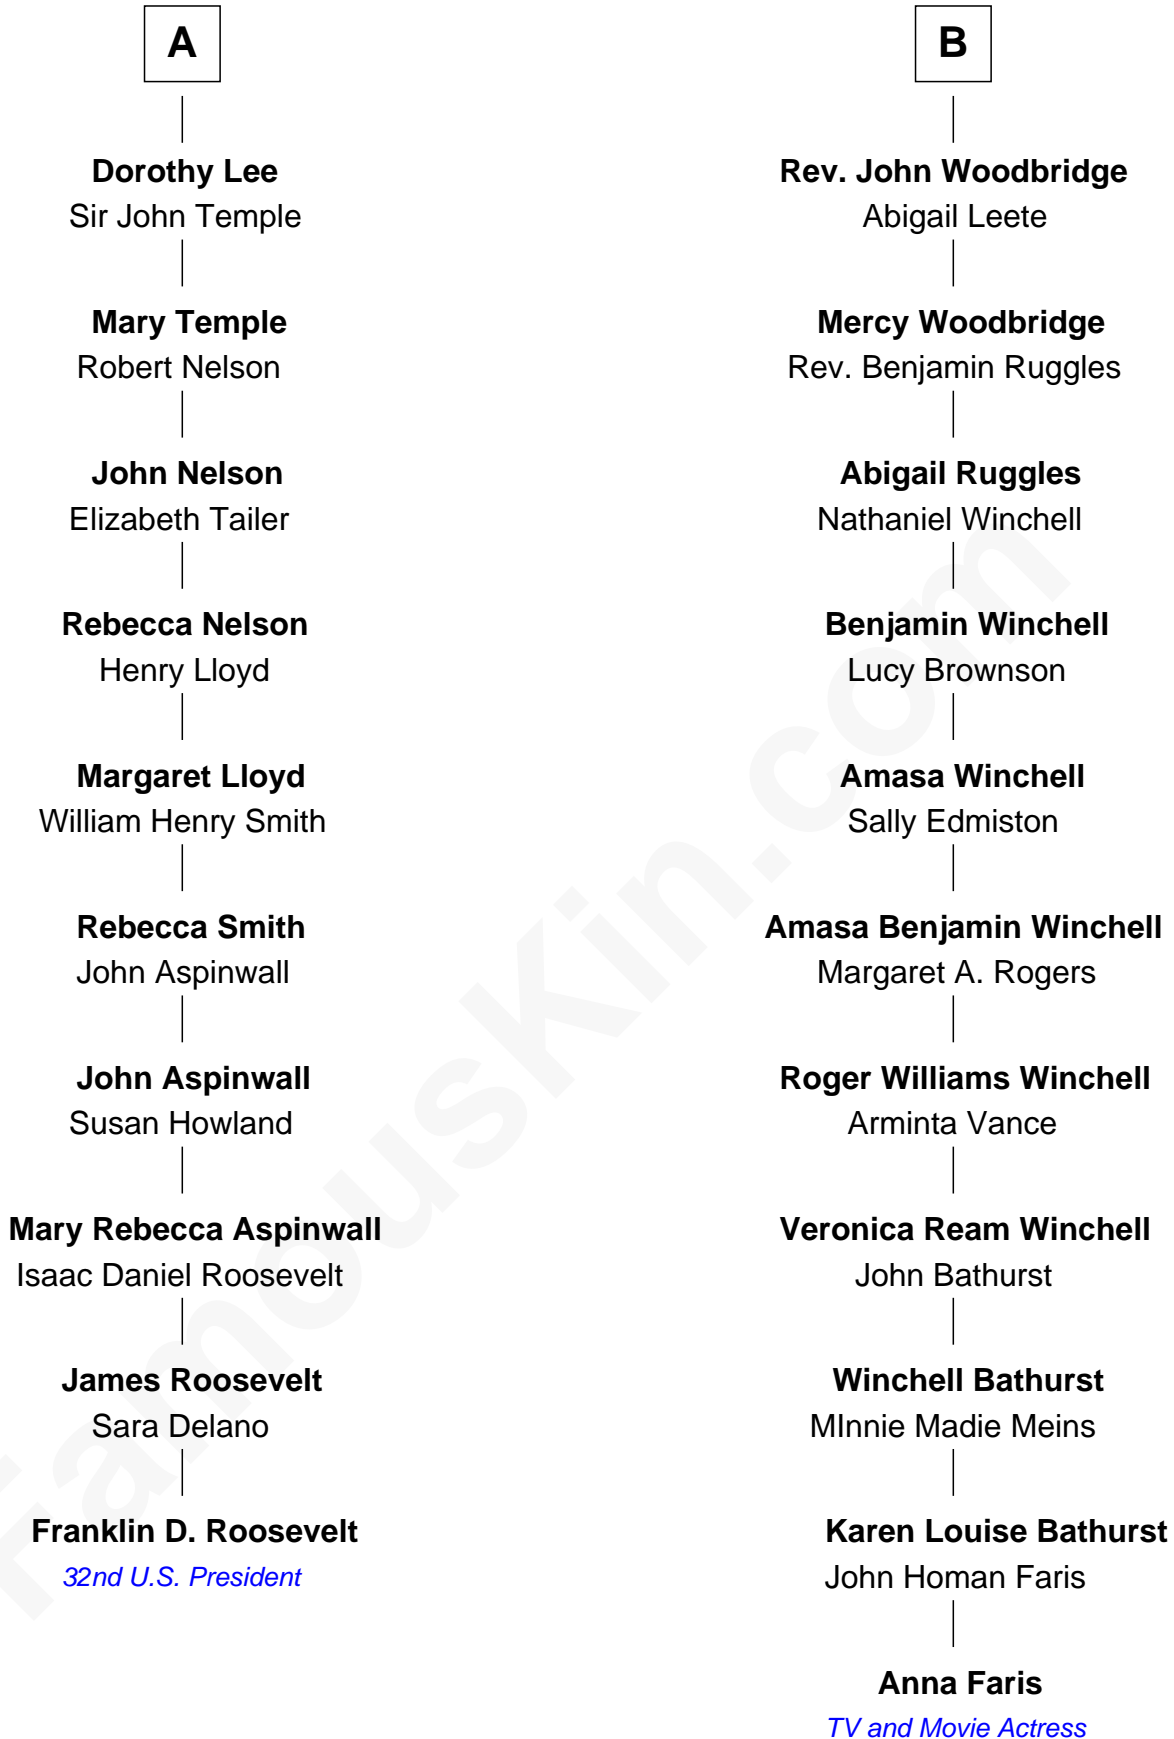 A
Dorothy Lee
Sir John Temple
Mary Temple
Robert Nelson
John Nelson
Elizabeth Tailer
Rebecca Nelson
Henry Lloyd
Margaret Lloyd
William Henry Smith
Rebecca Smith
John Aspinwall
John Aspinwall
Susan Howland
Mary Rebecca Aspinwall
Isaac Daniel Roosevelt
James Roosevelt
Sara Delano
Franklin D. Roosevelt
32nd U.S. President
B
Rev. John Woodbridge
Abigail Leete
Mercy Woodbridge
Rev. Benjamin Ruggles
Abigail Ruggles
Nathaniel Winchell
Benjamin Winchell
Lucy Brownson
Amasa Winchell
Sally Edmiston
Amasa Benjamin Winchell
Margaret A. Rogers
Roger Williams Winchell
Arminta Vance
Veronica Ream Winchell
John Bathurst
Winchell Bathurst
MInnie Madie Meins
Karen Louise Bathurst
John Homan Faris
Anna Faris
TV and Movie Actress
FamousKin.com